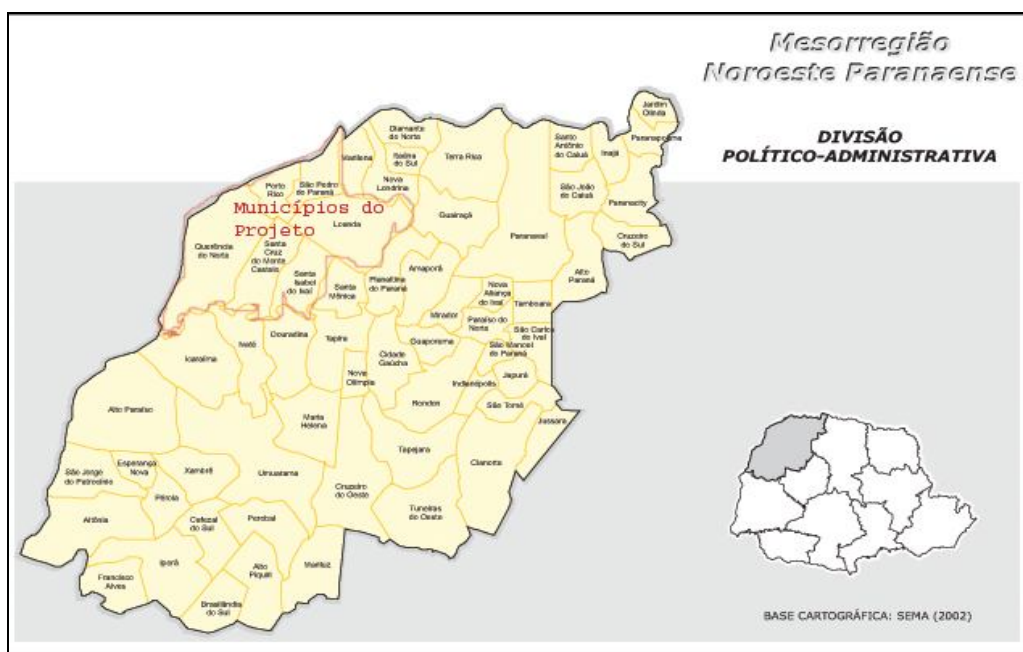 Mesorregião
Noroeste Paranaense
DIVISÃO
POLÍTICO-ADMINISTRATIVA
Jardim
Olinda
Paranapoema
Diamante
do Norte
Itaúna
do Sul
Terra Rica
Santo
Antônio
do Caiuá
Inajá
Marilena
Nova
Londrina
São João
de Caiuá
Paranacity
Porto
Rico
São Pedro
do Paraná
Municípios do
Projeto
Loanda
Guairaçá
Paranavaí
Cruzeiro
do Sul
Querência
do Norte
Santa
Cruz
do Monte
Castelo
Santa
Isabel
do Ivaí
Santa
Mônica
Planaltina
do Paraná
Amaporã
Alto
Paraná
Nova
Aliança
do Ivaí
Tamboara
Mirador
Paraíso do
Norte
São Carlos
do Ivaí
São Manoel
do Paraná
Guaporema
Icaraíma
Ivaté
Douradina
Tapira
Cidade
Gaúcha
Nova
Olímpia
Indianópolis
Japurá
Rondon
São Tomé
Jussara
Alto Paraíso
Maria
Helena
Tapejara
Cianorte
São Jorge
do Patrocínio
Esperança
Nova
Xambrê
Umuarama
Cruzeiro
do Oeste
Pérola
Altônia
Cafezal
do Sul
Perobal
Tuneiras
do Oeste
Iporã
Alto
Piquiri
Mariluz
Francisco
Alves
Brasilândia
do Sul
BASE CARTOGRÁFICA: SEMA (2002)